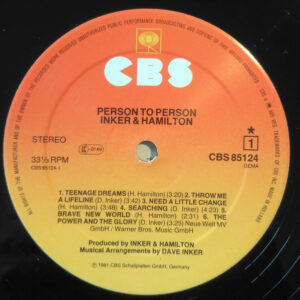 CBS
PERSON TO PERSON
INKER & HAMILTON
STEREO
33⅓ RPM
CBS 85124-1
★
1
CBS 85124
GEMA
1. TEENAGE DREAMS (H. Hamilton) (3:20) 2. THROW ME
A LIFELINE (D. Inker) (3:23) 3. NEED A LITTLE CHANGE
(H. Hamilton) (3:48) 4. SEARCHING (D. Inker) (4:23) 5.
BRAVE NEW WORLD (H. Hamilton) (2:31) 6. THE
POWER AND THE GLORY (D. Inker) (3:25) Neue Welt MV
GmbH / Warner Bros. Music GmbH
Produced by INKER & HAMILTON
Musical Arrangements by DAVE INKER
℗ 1981 CBS Schallplatten GmbH, Germany